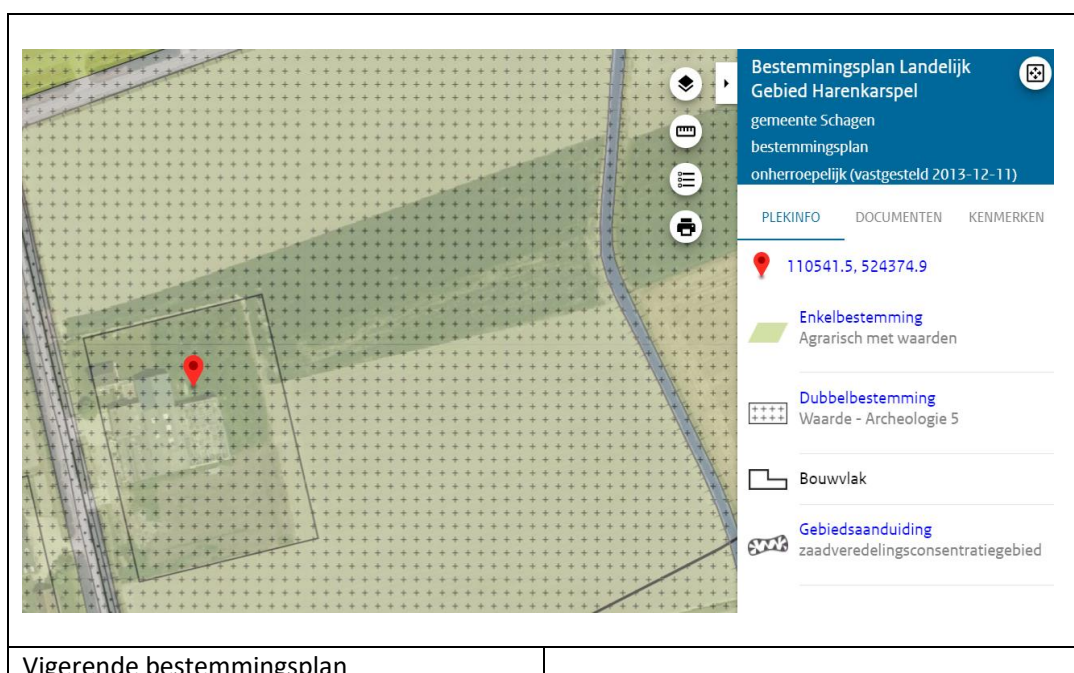 Bestemmingsplan Landelijk
Gebied Harenkarspel
gemeente Schagen
bestemmingsplan
onherroepelijk (vastgesteld 2013-12-11)
PLEKINFO DOCUMENTEN KENMERKEN
110541.5, 524374.9
Enkelbestemming
Agrarisch met waarden
Dubbelbestemming
Waarde - Archeologie 5
Bouwvlak
Gebiedsaanduiding
zaadveredelingsconsentratiegebied
Vigerende bestemmingsplan